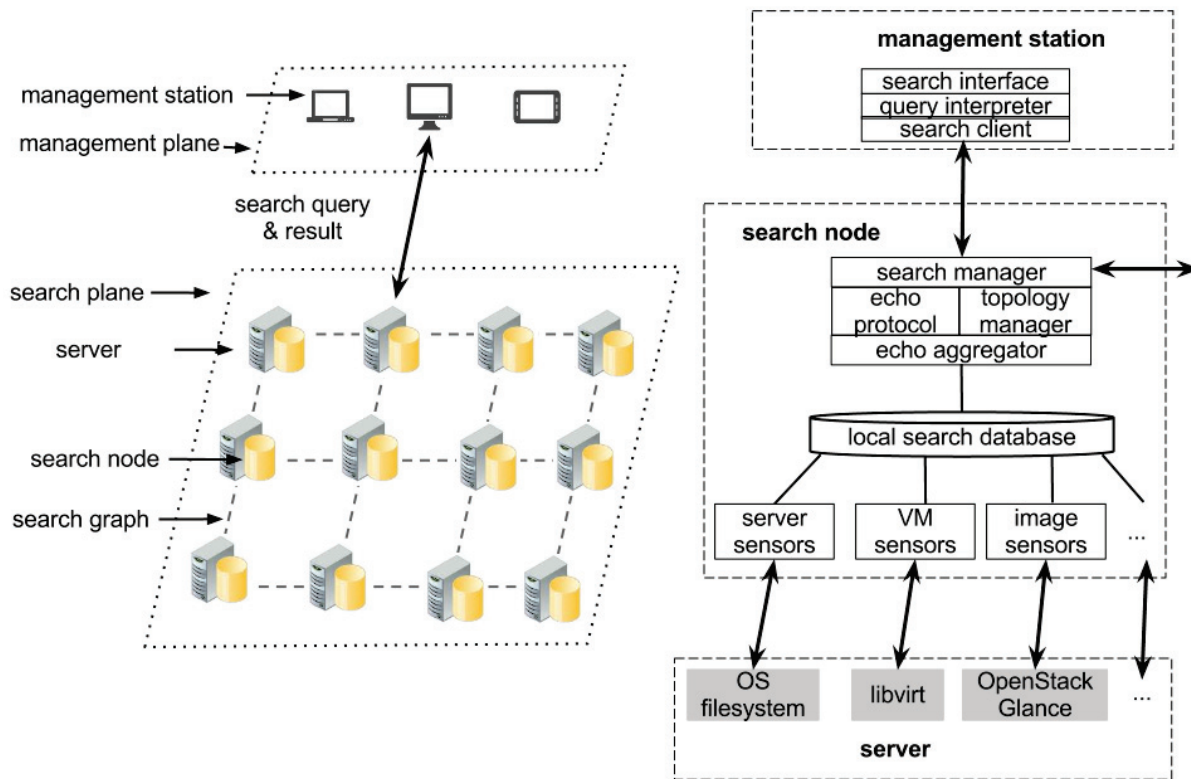 management station
management plane
search query
& result
search plane
server
search node
search graph
management station
search interface
query interpreter
search client
search node
search manager
echo
protocol
topology
manager
echo aggregator
local search database
server
sensors
VM
sensors
image
sensors
...
OS
filesystem
libvirt
OpenStack
Glance
...
server